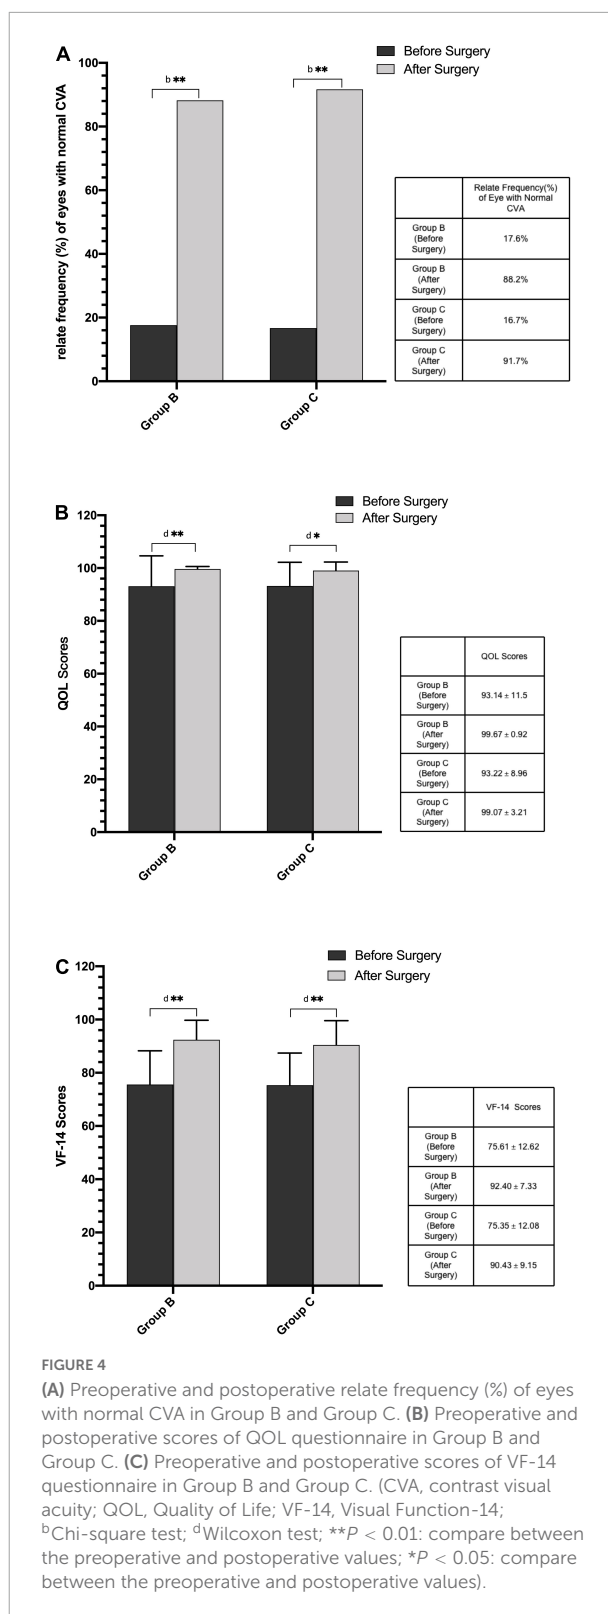 A
Before Surgery
After Surgery
relate frequency (%) of eyes with normal CVA
100
80
60
40
20
0
b **
b **
Group B
Group C
Relate Frequency(%)
of Eye with Normal
CVA
Group B
(Before
Surgery)
17.6%
Group B
(After
Surgery)
88.2%
Group C
(Before
Surgery)
16.7%
Group C
(After
Surgery)
91.7%
B
Before Surgery
After Surgery
QOL Scores
120
100
80
60
40
20
0
d **
d *
Group B
Group C
QOL Scores
Group B
(Before
Surgery)
93.14 ± 11.5
Group B
(After
Surgery)
99.67 ± 0.92
Group C
(Before
Surgery)
93.22 ± 8.96
Group C
(After
Surgery)
99.07 ± 3.21
C
Before Surgery
After Surgery
VF-14 Scores
120
100
80
60
40
20
0
d **
d **
Group B
Group C
VF-14 Scores
Group B
(Before
Surgery)
75.61 ± 12.62
Group B
(After
Surgery)
92.40 ± 7.33
Group C
(Before
Surgery)
75.35 ± 12.08
Group C
(After
Surgery)
90.43 ± 9.15
FIGURE 4
(A) Preoperative and postoperative relate frequency (%) of eyes
with normal CVA in Group B and Group C. (B) Preoperative and
postoperative scores of QOL questionnaire in Group B and
Group C. (C) Preoperative and postoperative scores of VF-14
questionnaire in Group B and Group C. (CVA, contrast visual
acuity; QOL, Quality of Life; VF-14, Visual Function-14;
ᵇChi-square test; ᵈWilcoxon test; **P < 0.01: compare between
the preoperative and postoperative values; *P < 0.05: compare
between the preoperative and postoperative values).